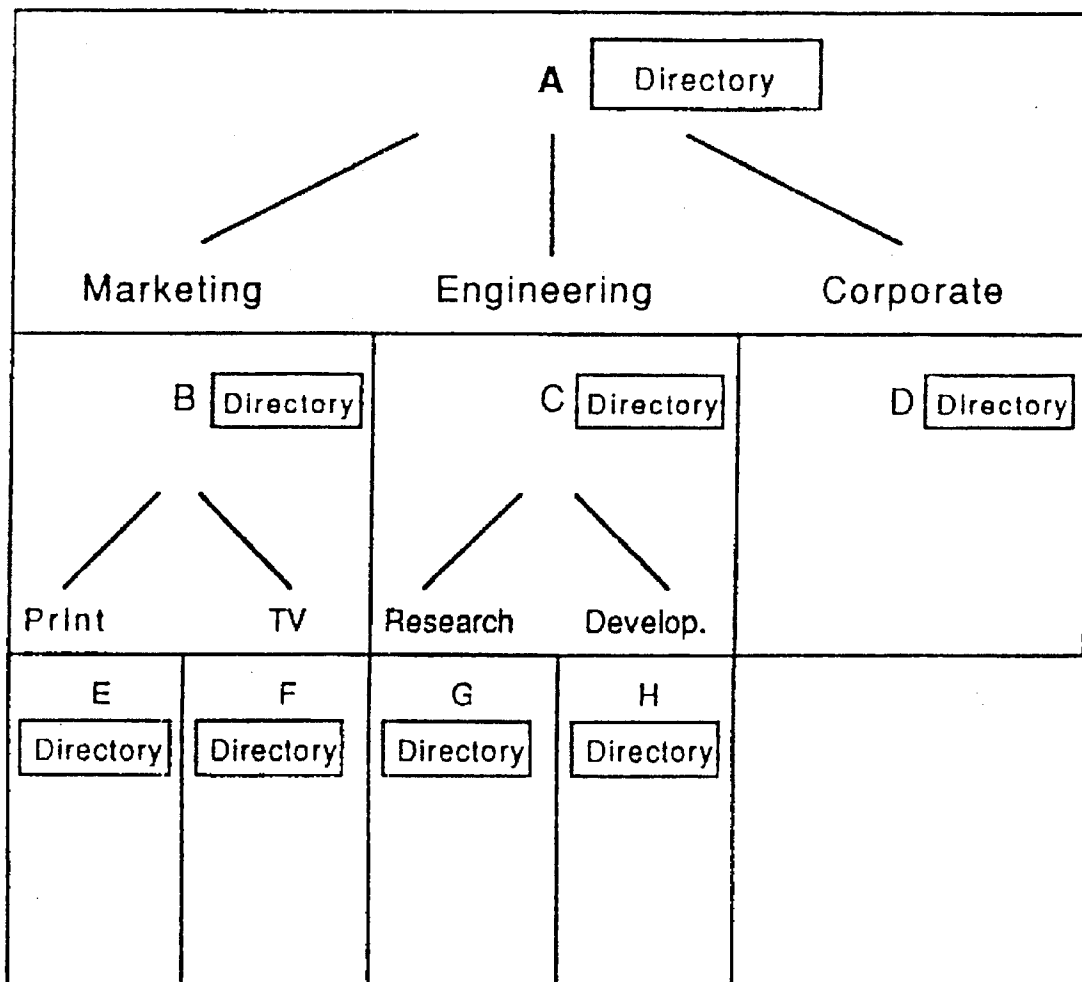 A Directory
Marketing Engineering Corporate
B Directory C Directory D Directory
Print TV Research Develop.
E F G H
Directory Directory Directory Directory